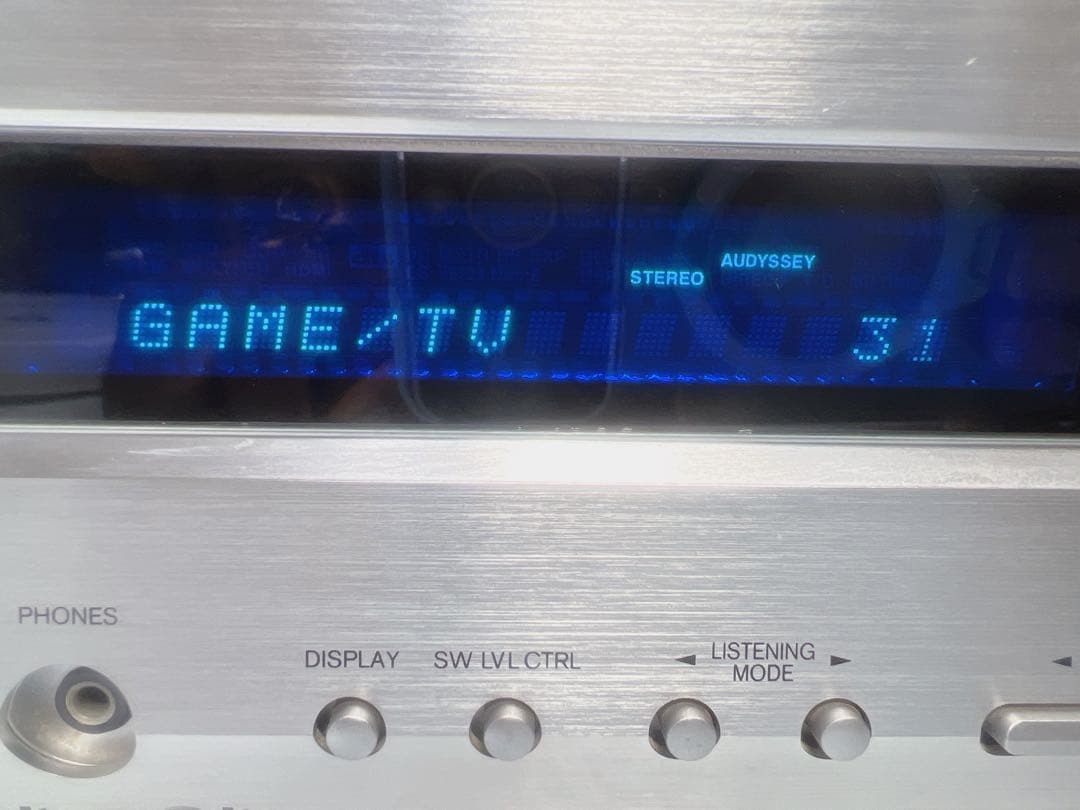 AUDYSSEY
STEREO
GAME/TV 31
PHONES
DISPLAY
SW LVL CTRL
◄ LISTENING ►
MODE
◄